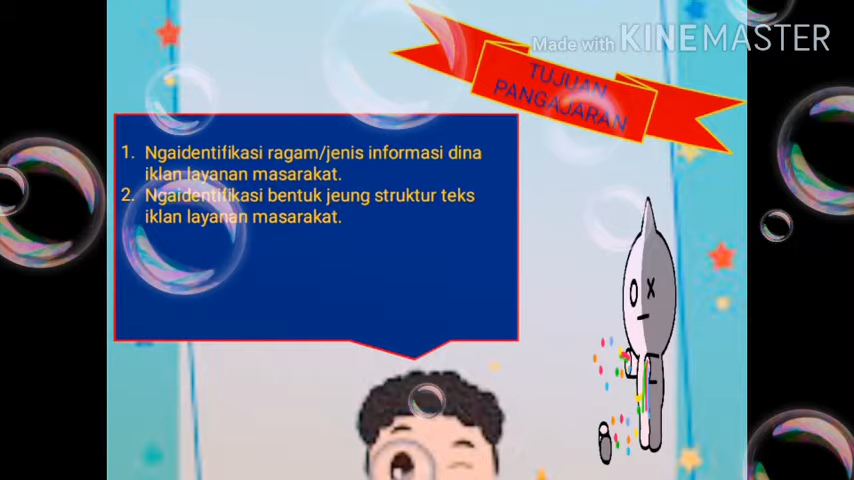 Made with KINEMASTER
TUJUAN
PANGAJARAN
1. Ngaidentifikasi ragam/jenis informasi dina
iklan layanan masarakat.
2. Ngaidentifikasi bentuk jeung struktur teks
iklan layanan masarakat.